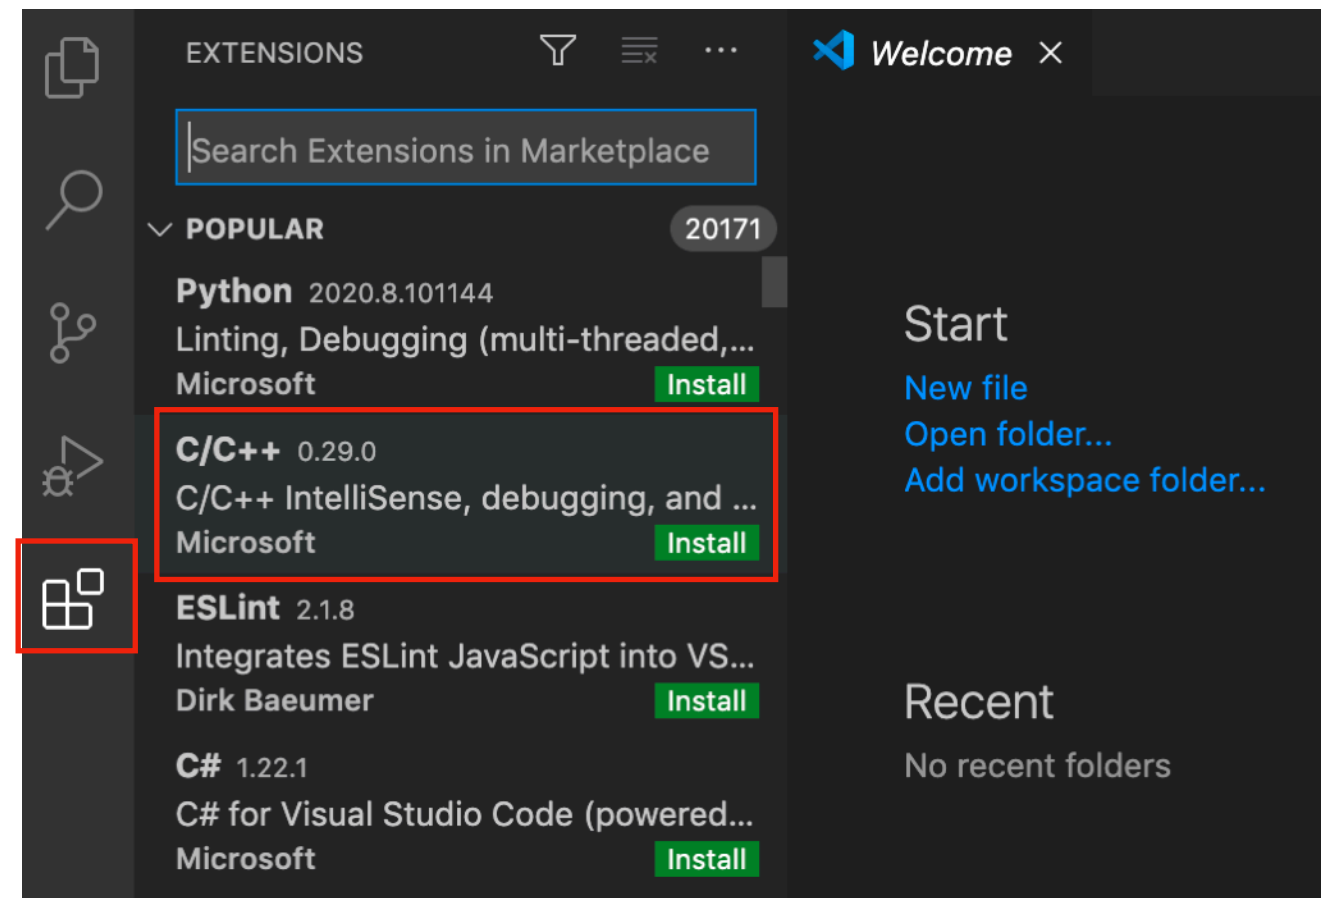 EXTENSIONS
Welcome
Search Extensions in Marketplace
POPULAR 20171
Python 2020.8.101144
Linting, Debugging (multi-threaded,...
Microsoft Install
C/C++ 0.29.0
C/C++ IntelliSense, debugging, and ...
Microsoft Install
ESLint 2.1.8
Integrates ESLint JavaScript into VS...
Dirk Baeumer Install
C# 1.22.1
C# for Visual Studio Code (powered...
Microsoft Install
Start
New file
Open folder...
Add workspace folder...
Recent
No recent folders